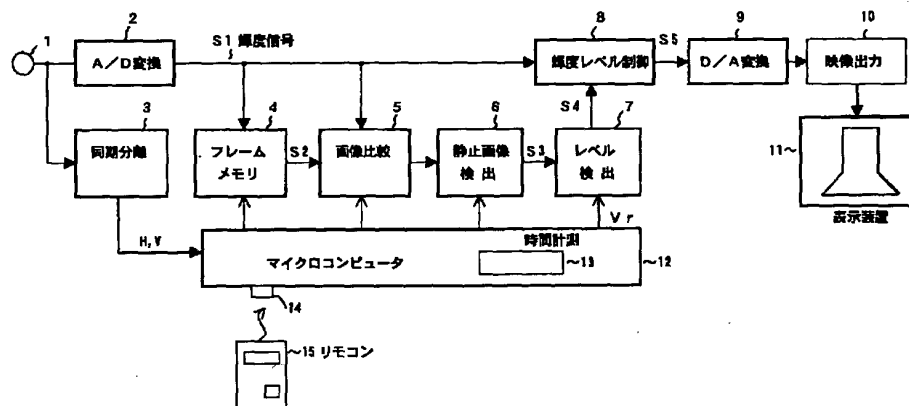 1
2
A/D変換
S1 輝度信号
8
輝度レベル制御
S5
9
D/A変換
10
映像出力
3
同期分離
4
フレーム
メモリ
S2
5
画像比較
6
静止画像
検出
S3
S4
7
レベル
検出
11
表示装置
H,V
Vr
マイクロコンピュータ
時間計測
13
12
14
15 リモコン